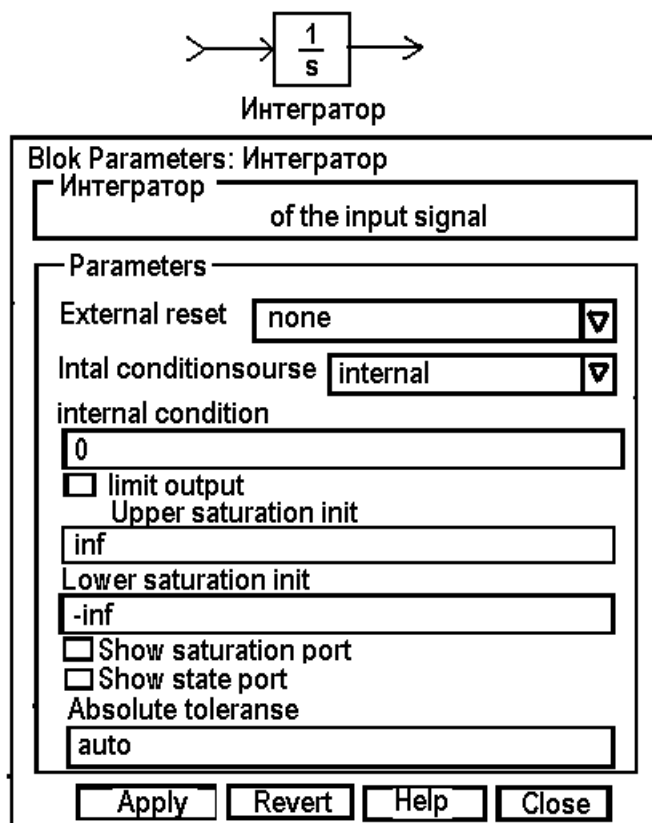 1
s
Интегратор
Blok Parameters: Интегратор
Интегратор
of the input signal
Parameters
External reset none
Intal conditionsourse internal
internal condition
0
limit output
Upper saturation init
inf
Lower saturation init
-inf
Show saturation port
Show state port
Absolute toleranse
auto
Apply Revert Help Close